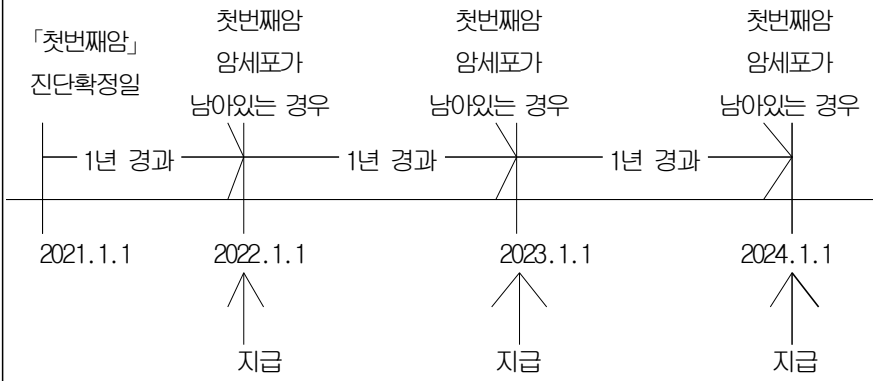 「첫번째암」
진단확정일
첫번째암
암세포가
남아있는 경우
첫번째암
암세포가
남아있는 경우
첫번째암
암세포가
남아있는 경우
1년 경과
1년 경과
1년 경과
2021.1.1
2022.1.1
2023.1.1
2024.1.1
지급
지급
지급